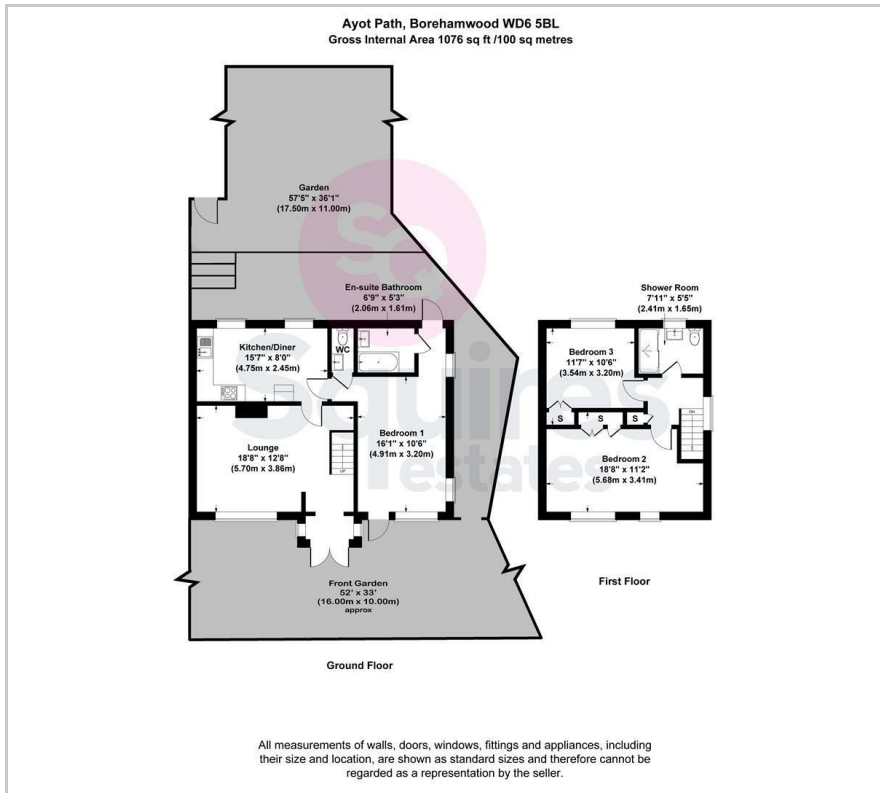 Ayot Path, Borehamwood WD6 5BL
Gross Internal Area 1076 sq ft /100 sq metres
Garden
57'5" x 36'1"
(17.50m x 11.00m)
SQ
Squires
estates
En-suite Bathroom
6'9" x 5'3"
(2.06m x 1.61m)
Kitchen/Diner
15'7" x 8'0"
(4.75m x 2.45m)
WC
Lounge
18'8" x 12'8"
(5.70m x 3.86m)
UP
Bedroom 1
16'1" x 10'6"
(4.91m x 3.20m)
Front Garden
52' x 33'
(16.00m x 10.00m)
approx
Ground Floor
Shower Room
7'11" x 5'5"
(2.41m x 1.65m)
Bedroom 3
11'7" x 10'6"
(3.54m x 3.20m)
S
S
S
DN
Bedroom 2
18'8" x 11'2"
(5.68m x 3.41m)
First Floor
All measurements of walls, doors, windows, fittings and appliances, including
their size and location, are shown as standard sizes and therefore cannot be
regarded as a representation by the seller.